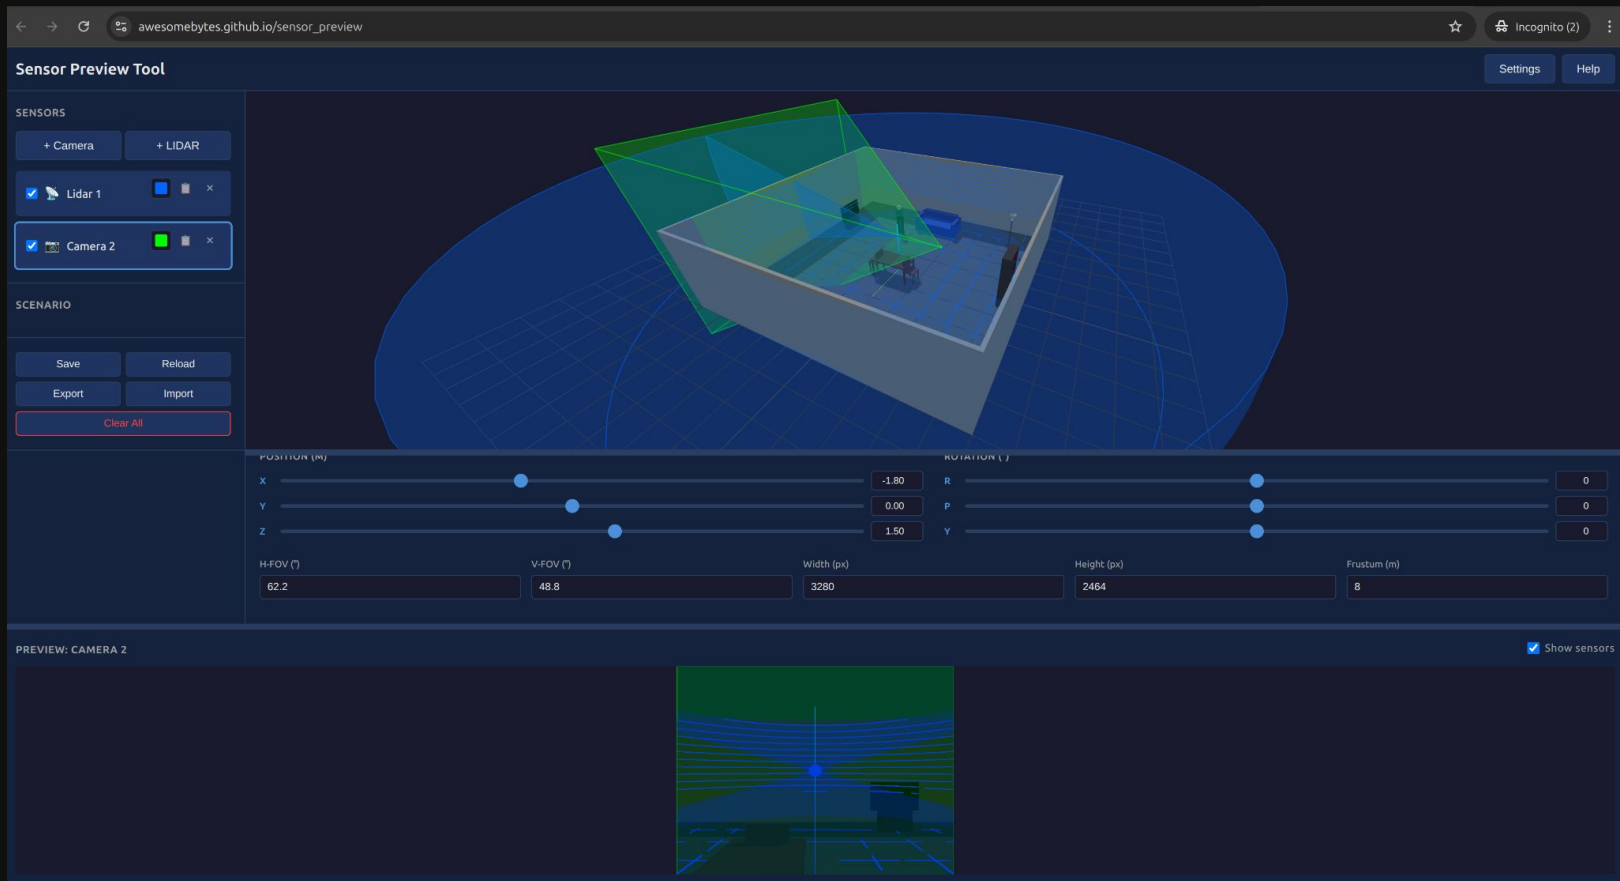 awesomebytes.github.io/sensor_preview
Incognito (2)
Sensor Preview Tool
Settings
Help
SENSORS
+ Camera
+ LIDAR
Lidar 1
×
Camera 2
×
SCENARIO
Save
Reload
Export
Import
Clear All
POSITION (M)
ROTATION (°)
X
-1.80
R
0
Y
0.00
P
0
Z
1.50
Y
0
H-FOV (°)
V-FOV (°)
Width (px)
Height (px)
Frustum (m)
62.2
48.8
3280
2464
8
PREVIEW: CAMERA 2
Show sensors